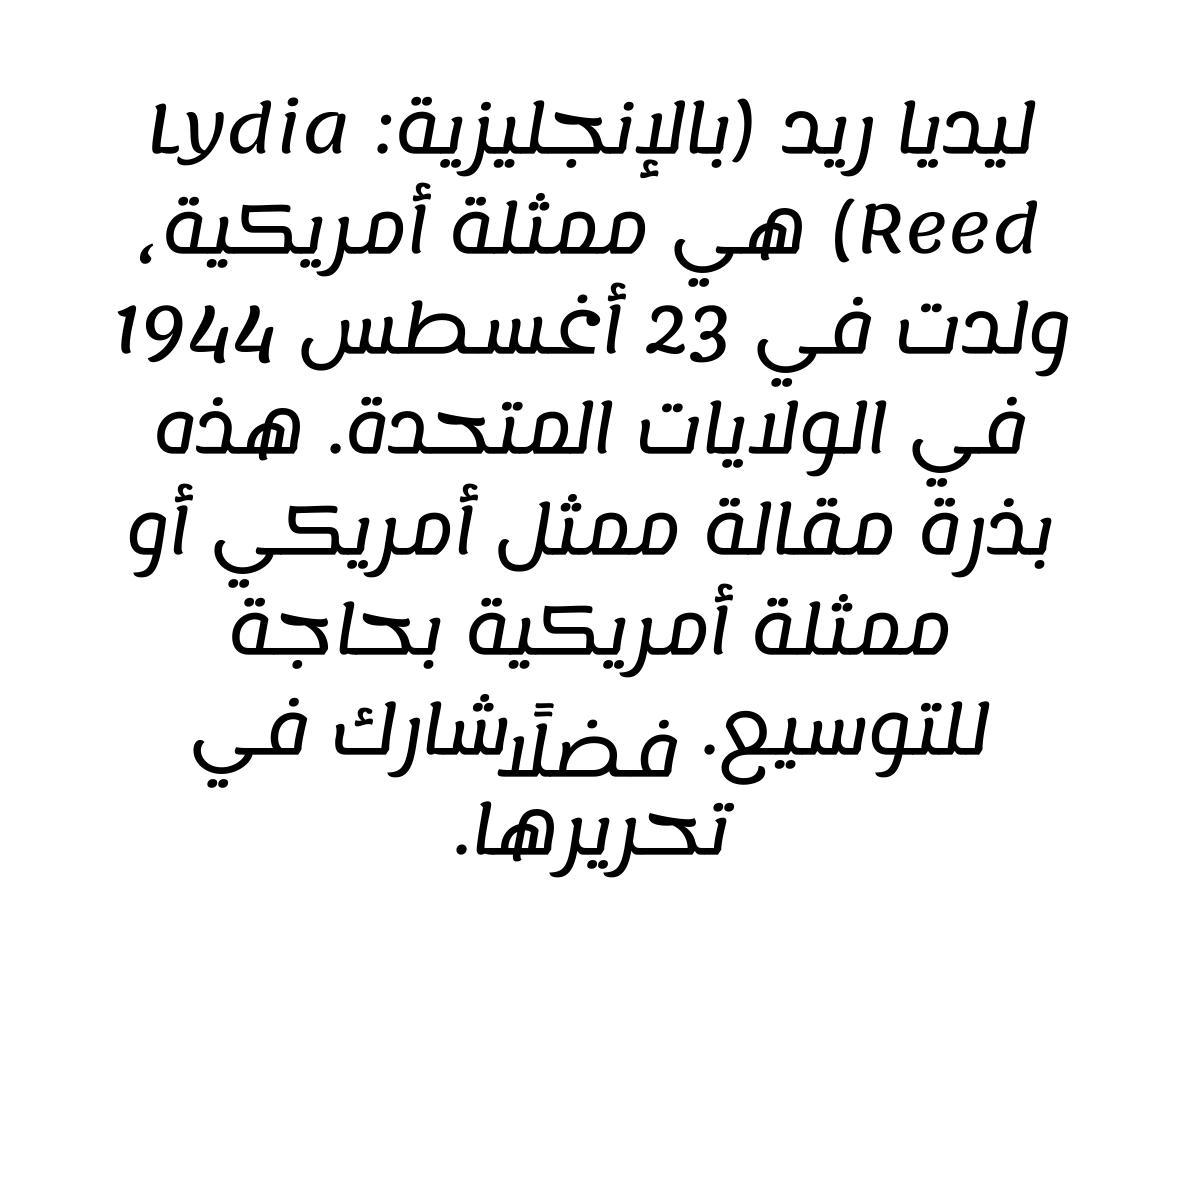 ليديا ريد (بالإنجليزية: Lydia
Reed) هي ممثلة أمريكية،
ولدت في 23 أغسطس 1944
في الولايات المتحدة. هذه
بذرة مقالة ممثل أمريكي أو
ممثلة أمريكية بحاجة
للتوسيع. فضلًا شارك في
تحريرها.